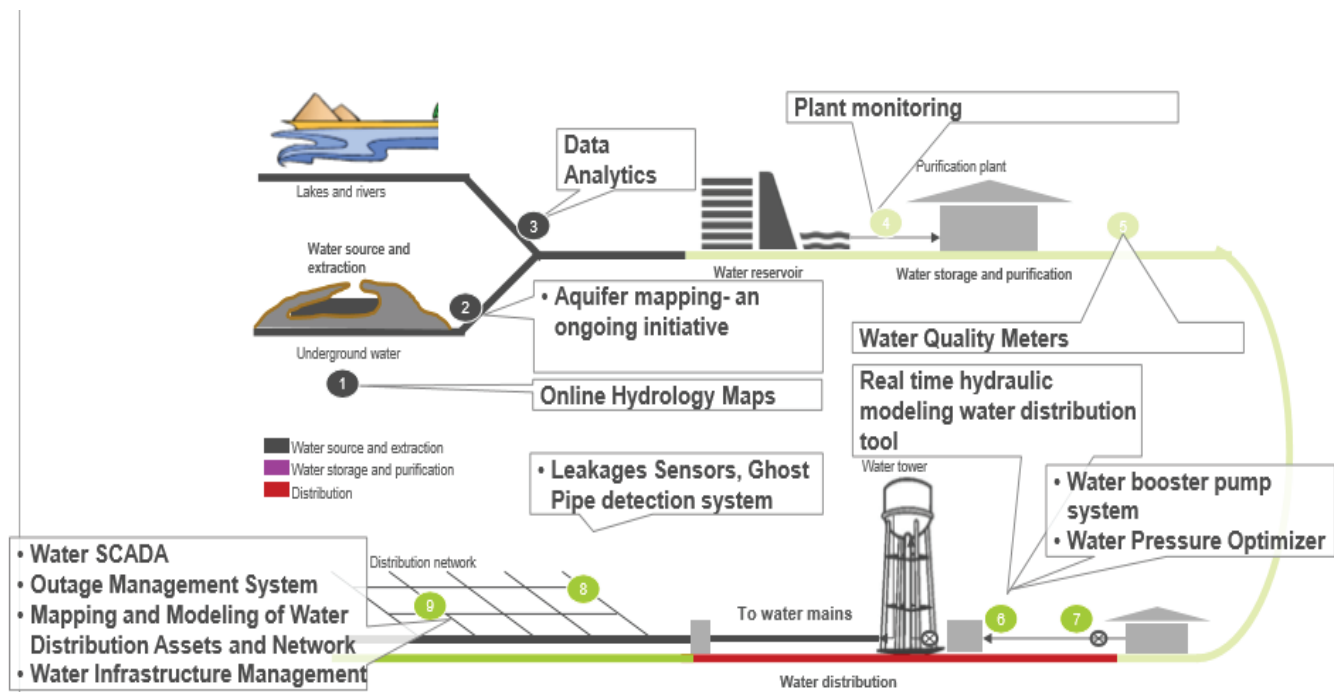 Plant monitoring
Purification plant
Data
Analytics
Lakes and rivers
3
4
5
Water source and
extraction
Water reservoir
Water storage and purification
2
• Aquifer mapping- an
ongoing initiative
Underground water
1
Online Hydrology Maps
Water Quality Meters
Real time hydraulic
modeling water distribution
tool
Water source and extraction
Water storage and purification
Distribution
• Leakages Sensors, Ghost
Pipe detection system
Water tower
• Water booster pump
system
• Water Pressure Optimizer
• Water SCADA
• Outage Management System
• Mapping and Modeling of Water
Distribution Assets and Network
• Water Infrastructure Management
Distribution network
8
9
To water mains
6
7
Water distribution